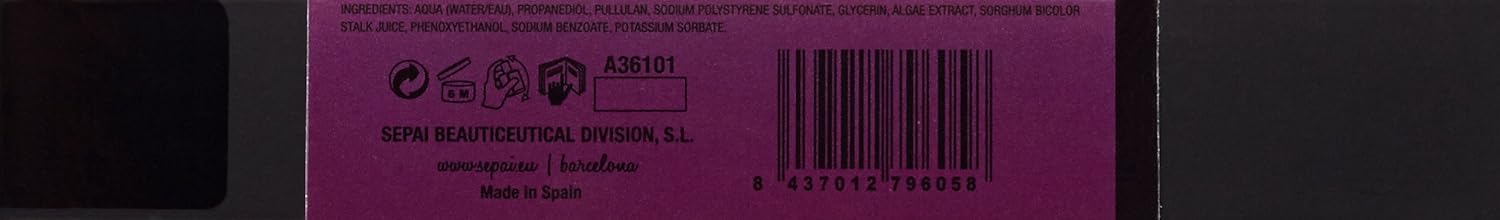 INGREDIENTS: AQUA (WATER/EAU), PROPANEDIOL, PULLULAN, SODIUM POLYSTYRENE SULFONATE, GLYCERIN, ALGAE EXTRACT, SORGHUM BICOLOR
STALK JUICE, PHENOXYETHANOL, SODIUM BENZOATE, POTASSIUM SORBATE.
6 M
A36101
SEPAI BEAUTICEUTICAL DIVISION, S.L.
www.sepai.eu | barcelona
Made In Spain
8 437012 796058